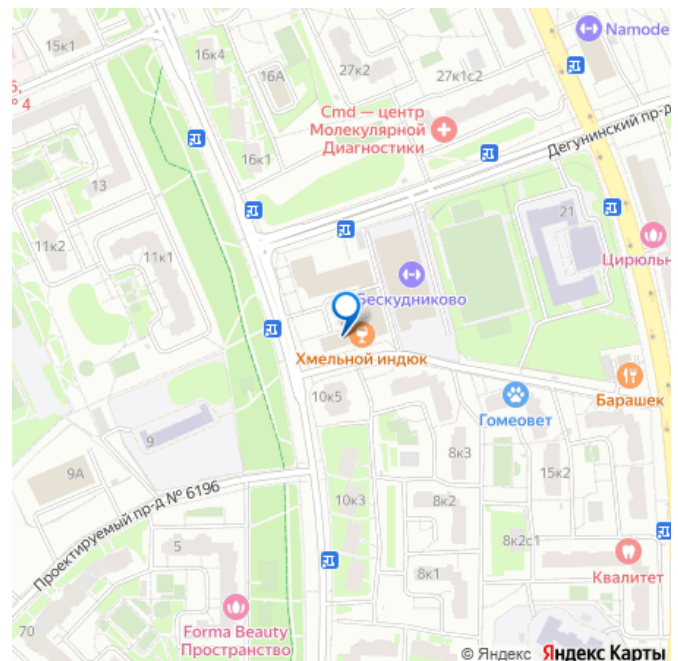 15к1
16к4
16А
27к2
27к1с2
Namode
5,
° 4
Cmd — центр
Молекулярной
Диагностики
16к1
Дегунинский пр-д
13
11к2
11к1
21
Цирюльн
Бескудниково
Хмельной индюк
Барашек
10к5
Гомеовет
9
9А
8к3
15к2
Проектируемый пр-д № 6196
10к3
8к2
8к2с1
5
8к1
Квалитет
70
Forma Beauty
Пространство
© Яндекс Яндекс Карты